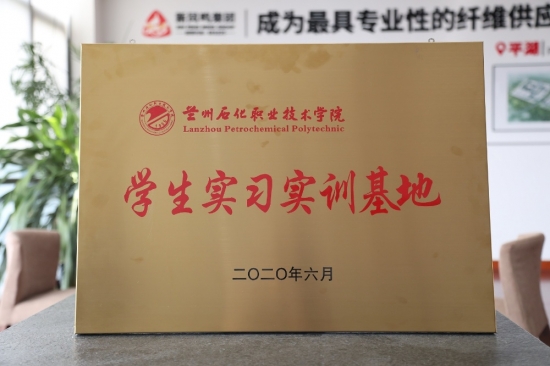 新凤鸣集团
成为最具专业性的纤维供应
平湖
兰州石化职业技术学院
Lanzhou Petrochemical Polytechnic
学生实习实训基地
二〇二〇年六月